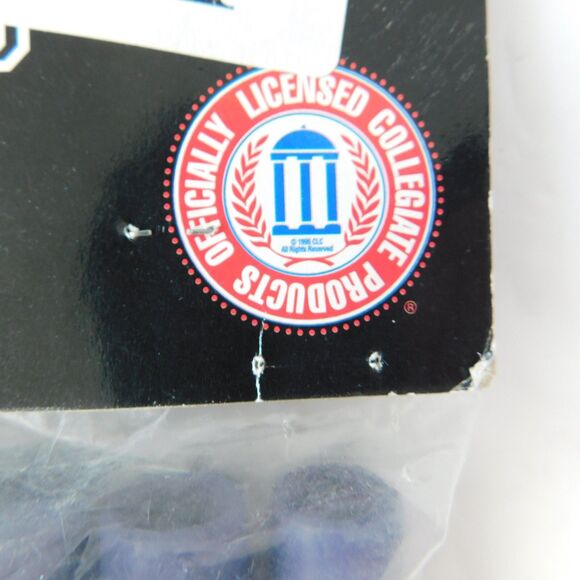 OFFICIALLY LICENSED COLLEGIATE PRODUCTS
© 1996 CLC
All Rights Reserved
®